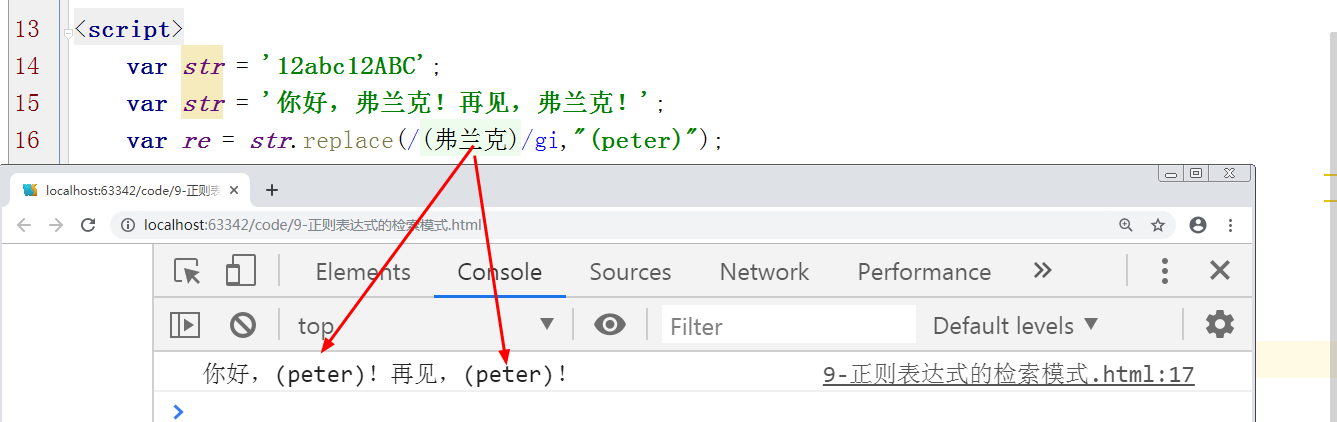 13 <script>
14 var str = '12abc12ABC';
15 var str = '你好，弗兰克！再见，弗兰克！';
16 var re = str.replace(/(弗兰克)/gi,"(peter)");
localhost:63342/code/9-正则表
localhost:63342/code/9-正则表达式的检索模式.html
Elements Console Sources Network Performance
top Filter Default levels
你好，(peter)！再见，(peter)！ 9-正则表达式的检索模式.html:17